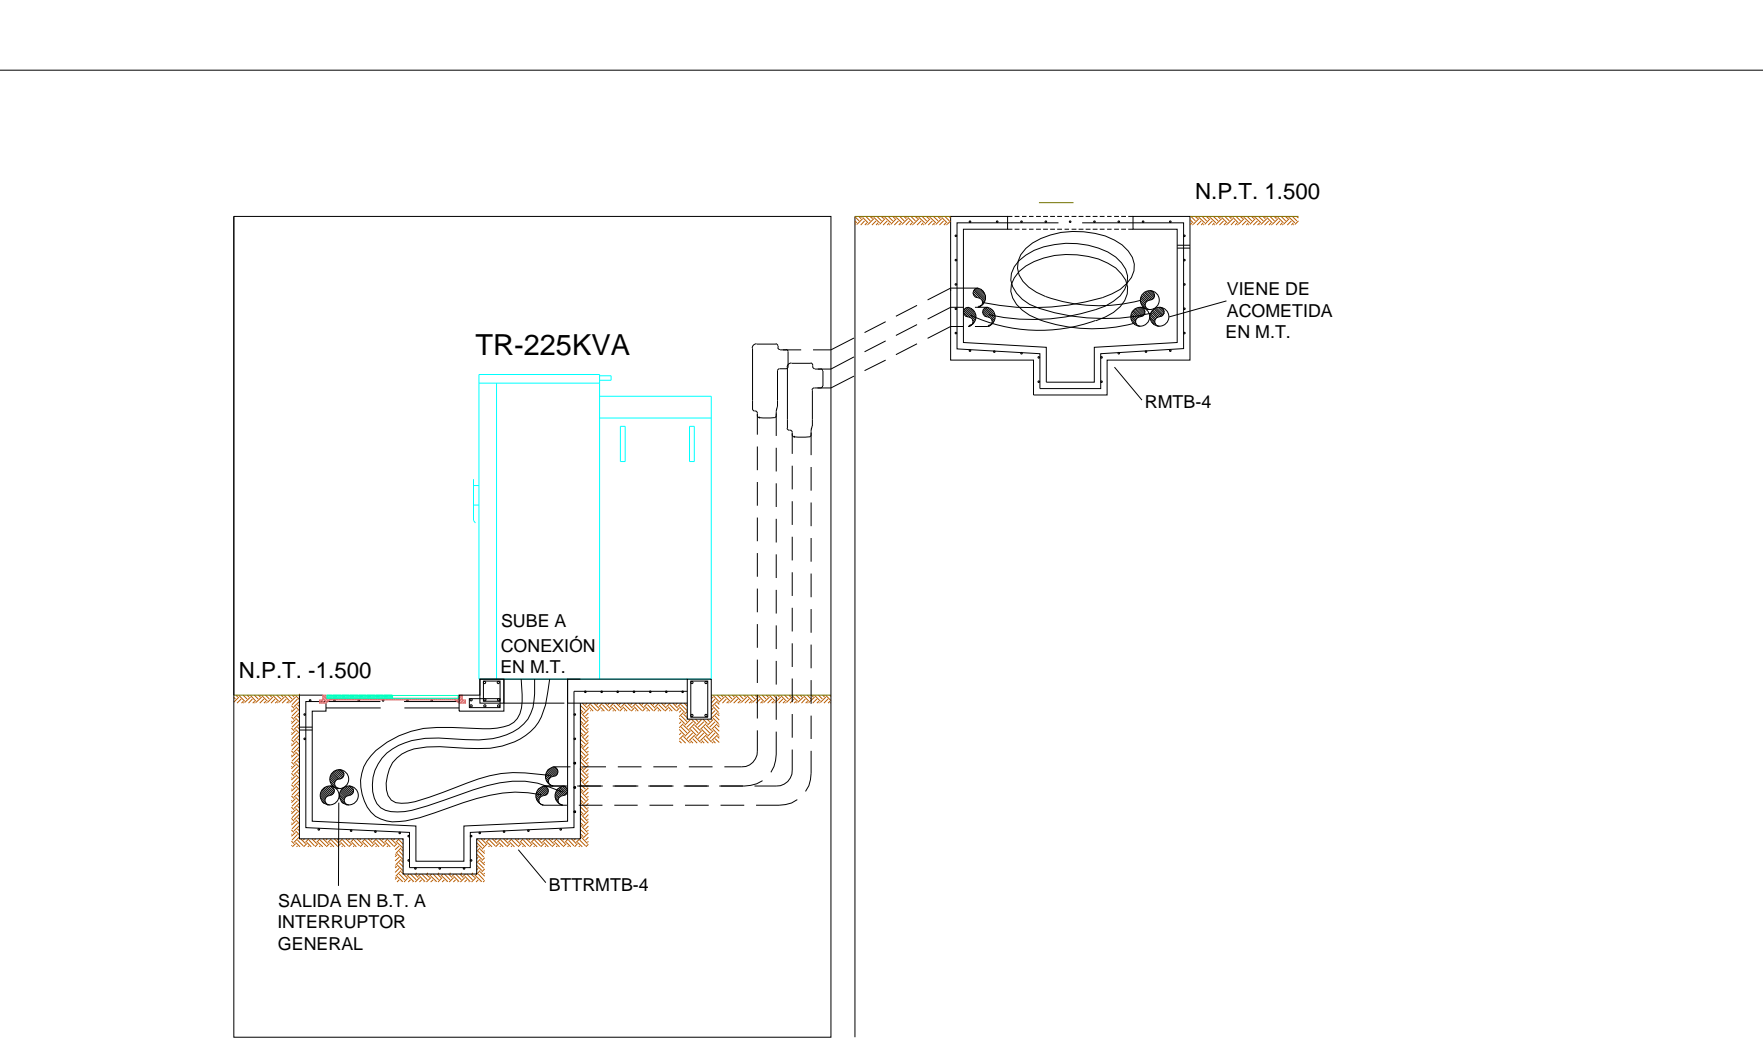 N.P.T. 1.500
VIENE DE
ACOMETIDA
EN M.T.
RMTB-4
TR-225KVA
SUBE A
CONEXIÓN
EN M.T.
N.P.T. -1.500
BTTRMTB-4
SALIDA EN B.T. A
INTERRUPTOR
GENERAL